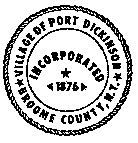 ★ VILLAGE OF PORT DICKINSON ★
BROOME COUNTY, N.Y.
INCORPORATED
★
1876